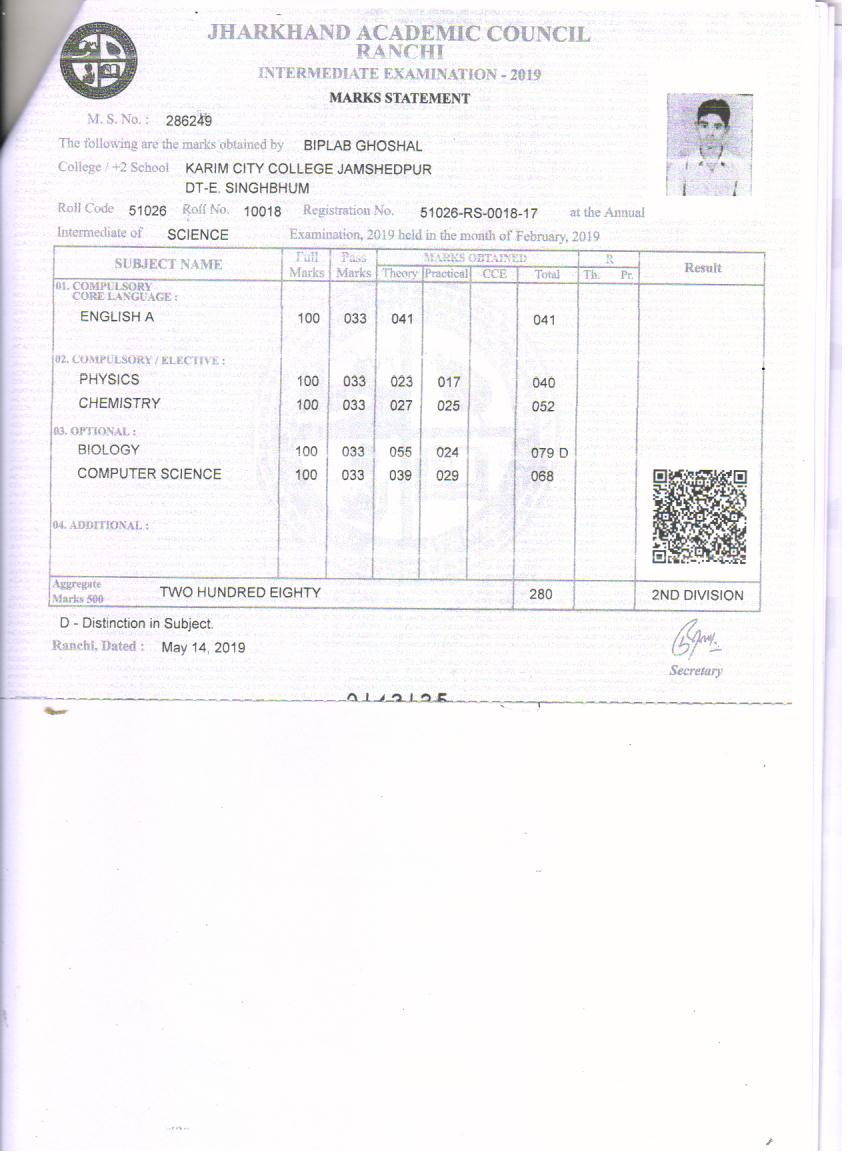 JHARKHAND ACADEMIC COUNCIL
RANCHI
INTERMEDIATE EXAMINATION - 2019
MARKS STATEMENT
M. S. No. : 286249
The following are the marks obtained by BIPLAB GHOSHAL
College / +2 School KARIM CITY COLLEGE JAMSHEDPUR
DT-E. SINGHBHUM
Roll Code 51026 Roll No. 10018 Registration No. 51026-RS-0018-17 at the Annual
Intermediate of SCIENCE Examination, 2019 held in the month of February, 2019
SUBJECT NAME Full Marks Pass Marks MARKS OBTAINED R Result
Theory Practical CCE Total Th. Pr.
01. COMPULSORY
CORE LANGUAGE :
ENGLISH A 100 033 041 041
02. COMPULSORY / ELECTIVE :
PHYSICS 100 033 023 017 040
CHEMISTRY 100 033 027 025 052
03. OPTIONAL :
BIOLOGY 100 033 055 024 079 D
COMPUTER SCIENCE 100 033 039 029 068
04. ADDITIONAL :
Aggregate
Marks 500 TWO HUNDRED EIGHTY 280 2ND DIVISION
D - Distinction in Subject.
Ranchi, Dated : May 14, 2019
Secretary